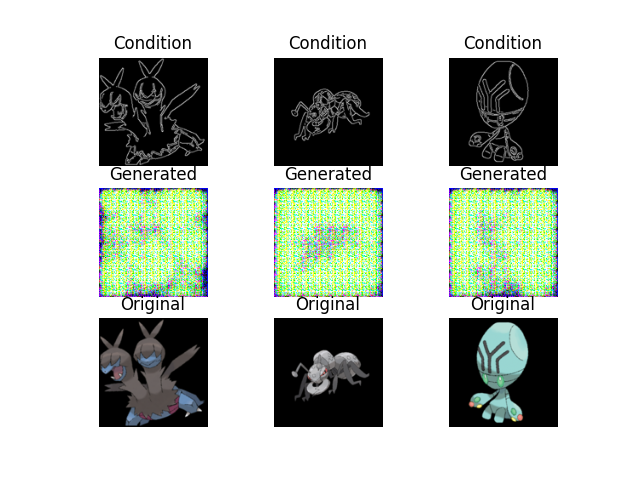 Condition Condition Condition
Generated Generated Generated
Original Original Original